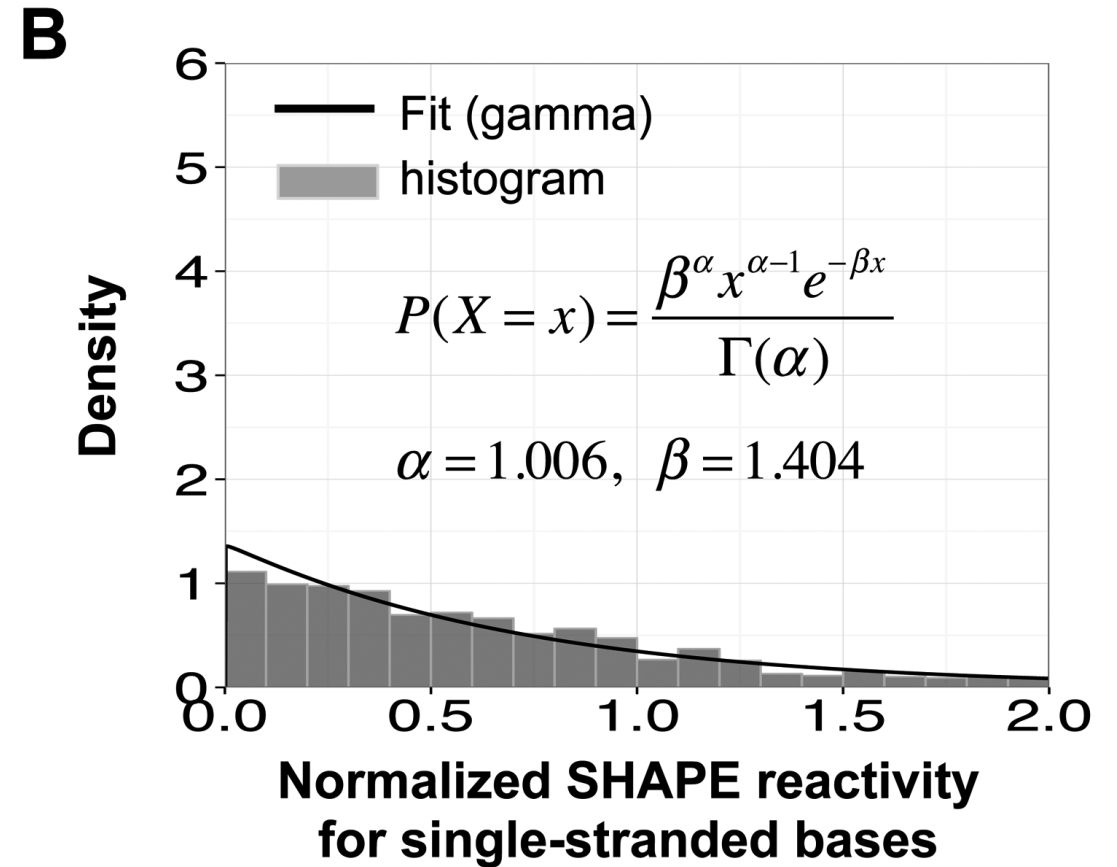 B
6
Fit (gamma)
5
histogram
4
P(X = x) = β^α x^(α−1) e^(−βx) / Γ(α)
3
α = 1.006, β = 1.404
2
1
0
Density
0.0 0.5 1.0 1.5 2.0
Normalized SHAPE reactivity
for single-stranded bases